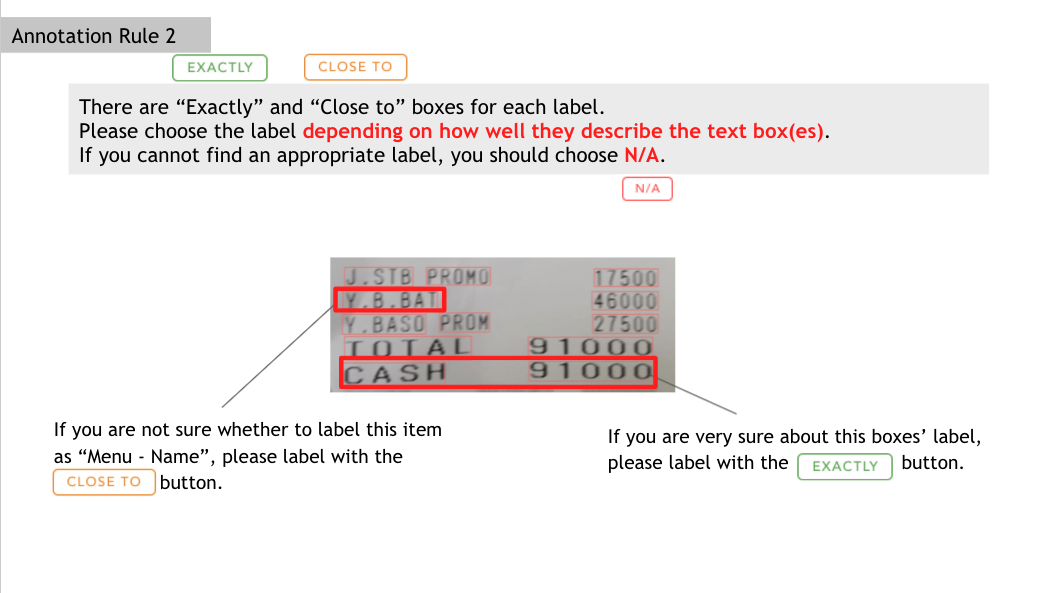 Annotation Rule 2
EXACTLY CLOSE TO
There are “Exactly” and “Close to” boxes for each label.
Please choose the label depending on how well they describe the text box(es).
If you cannot find an appropriate label, you should choose N/A.
N/A
J.STB PROMO 17500
Y.B.BAT 46000
Y.BASO PROM 27500
TOTAL 91000
CASH 91000
If you are not sure whether to label this item
as “Menu - Name”, please label with the
CLOSE TO button.
If you are very sure about this boxes’ label,
please label with the EXACTLY button.